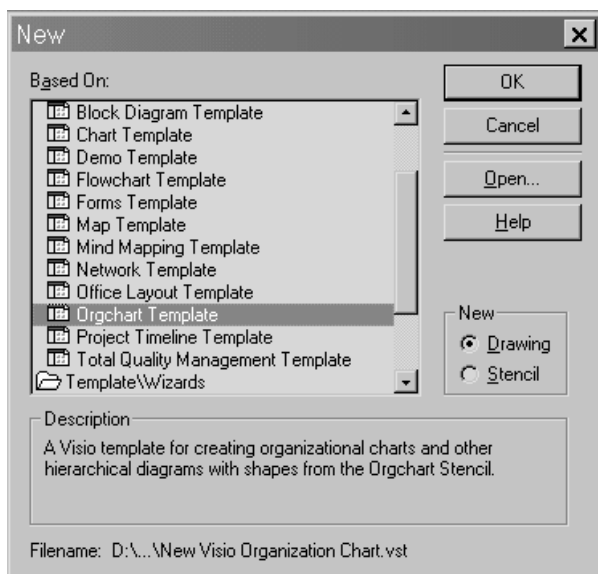 New
Based On:
Block Diagram Template
Chart Template
Demo Template
Flowchart Template
Forms Template
Map Template
Mind Mapping Template
Network Template
Office Layout Template
Orgchart Template
Project Timeline Template
Total Quality Management Template
Template\Wizards
OK
Cancel
Open...
Help
New
Drawing
Stencil
Description
A Visio template for creating organizational charts and other
hierarchical diagrams with shapes from the Orgchart Stencil.
Filename: D:\...\New Visio Organization Chart.vst